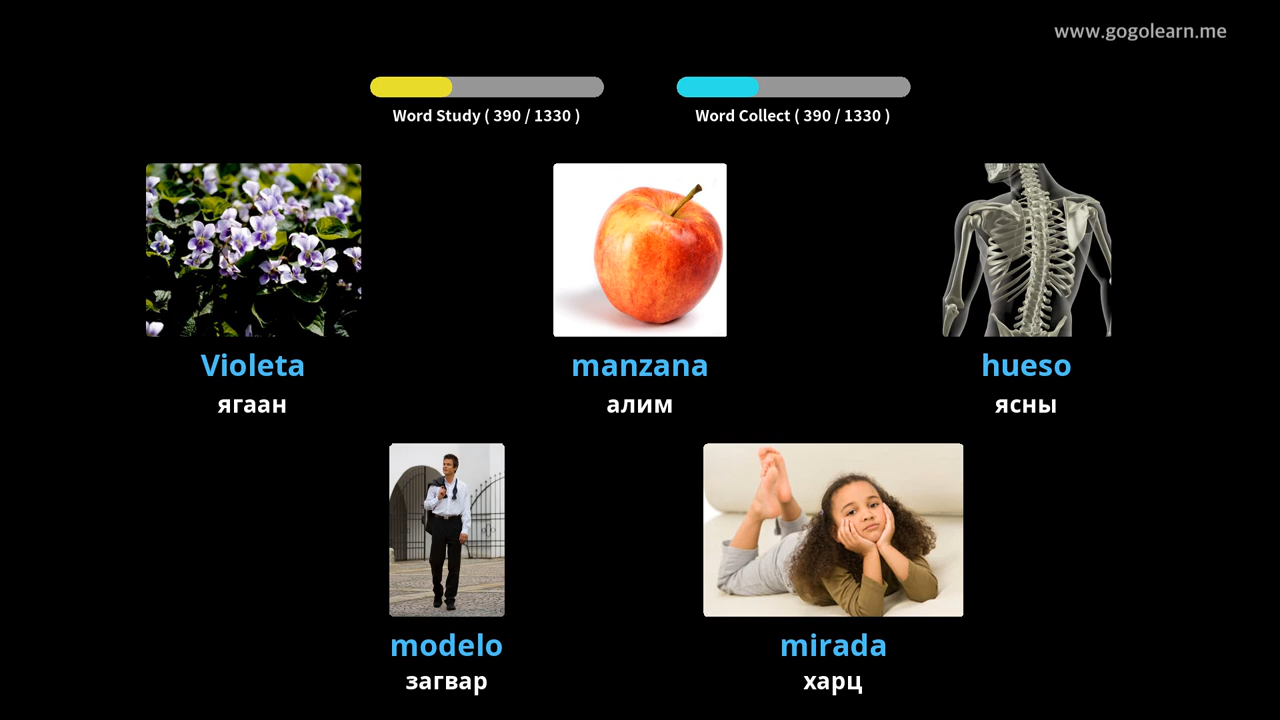 www.gogolearn.me
Word Study ( 390 / 1330 )
Word Collect ( 390 / 1330 )
Violeta
manzana
hueso
ягаан
алим
ясны
modelo
mirada
загвар
харц